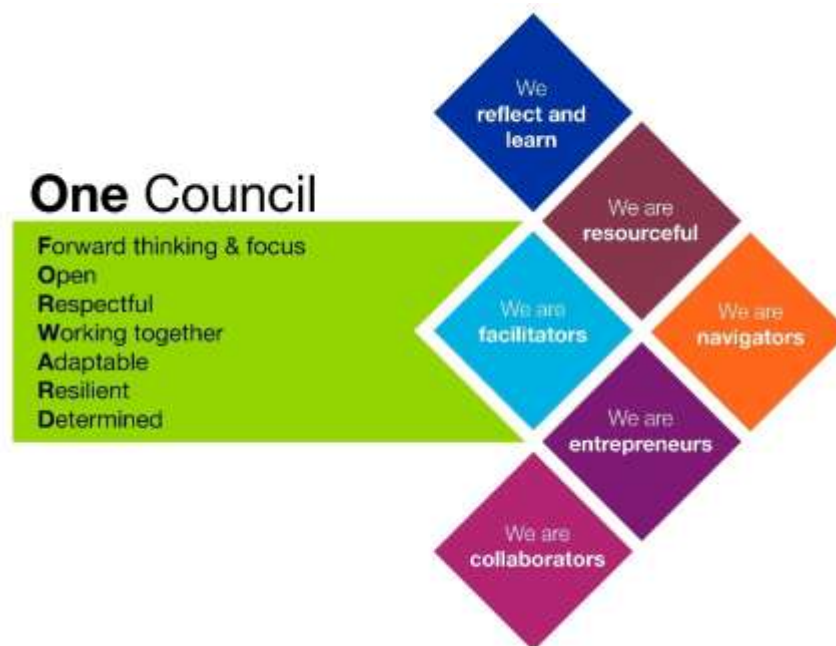 One Council
Forward thinking & focus
Open
Respectful
Working together
Adaptable
Resilient
Determined
We
reflect and
learn
We are
resourceful
We are
facilitators
We are
navigators
We are
entrepreneurs
We are
collaborators